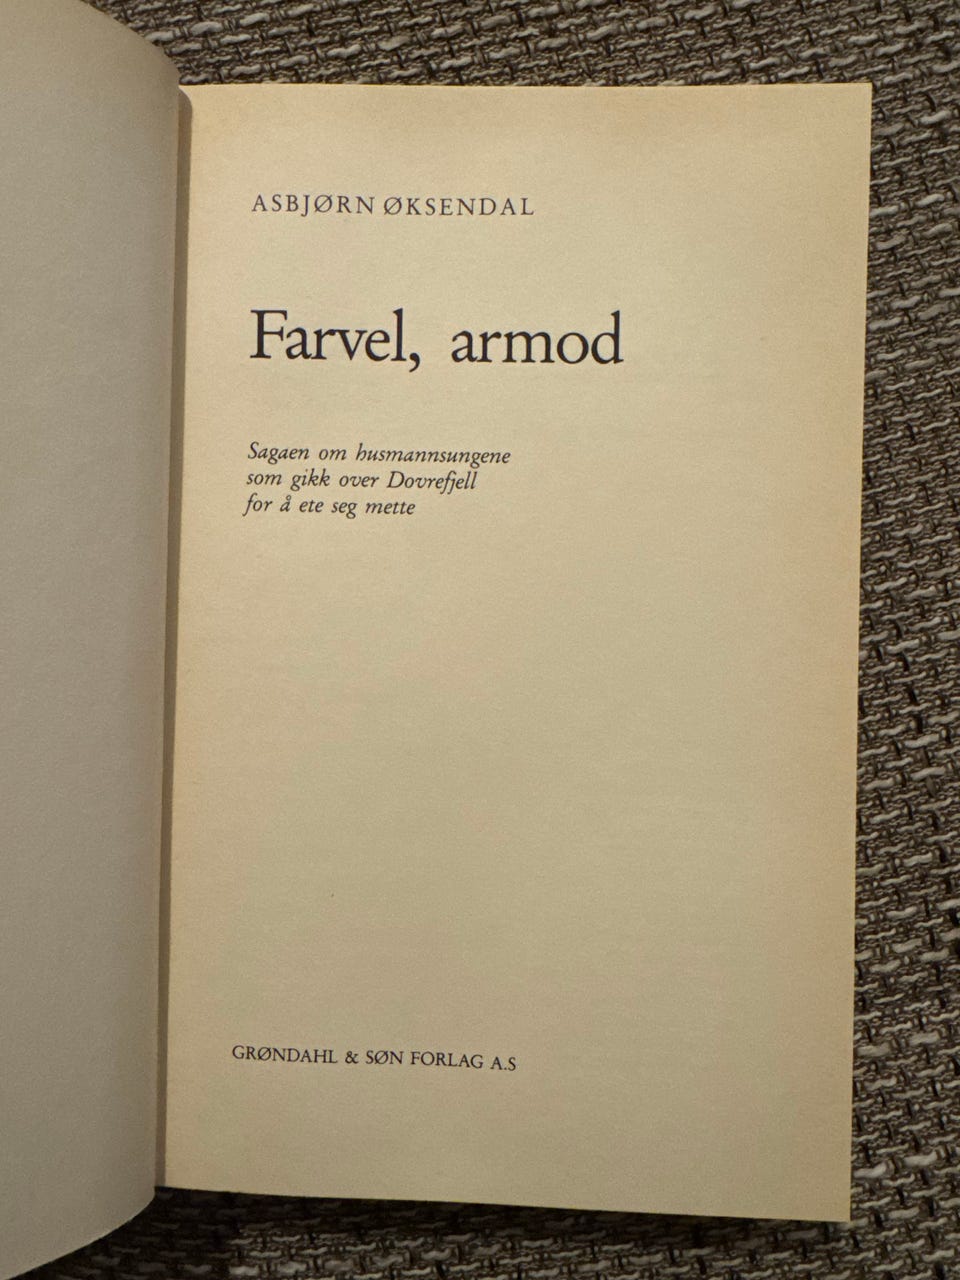 ASBJØRN ØKSENDAL
Farvel, armod
Sagaen om husmannsungene
som gikk over Dovrefjell
for å ete seg mette
GRØNDAHL & SØN FORLAG A.S